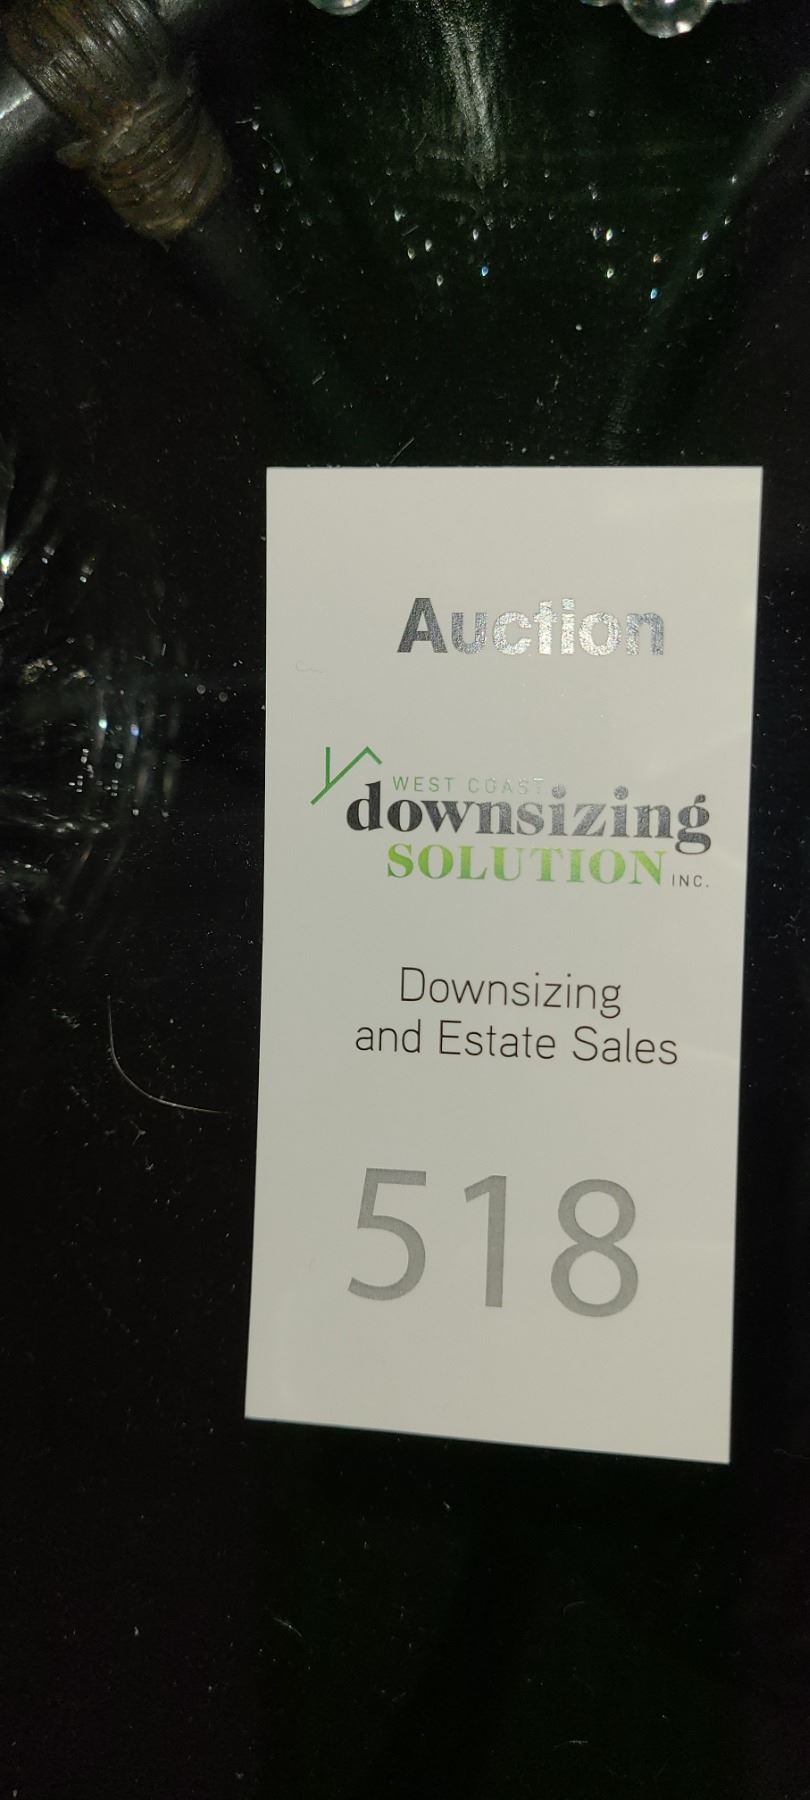 Auction
WEST COAST
downsizing
SOLUTION INC.
Downsizing
and Estate Sales
518